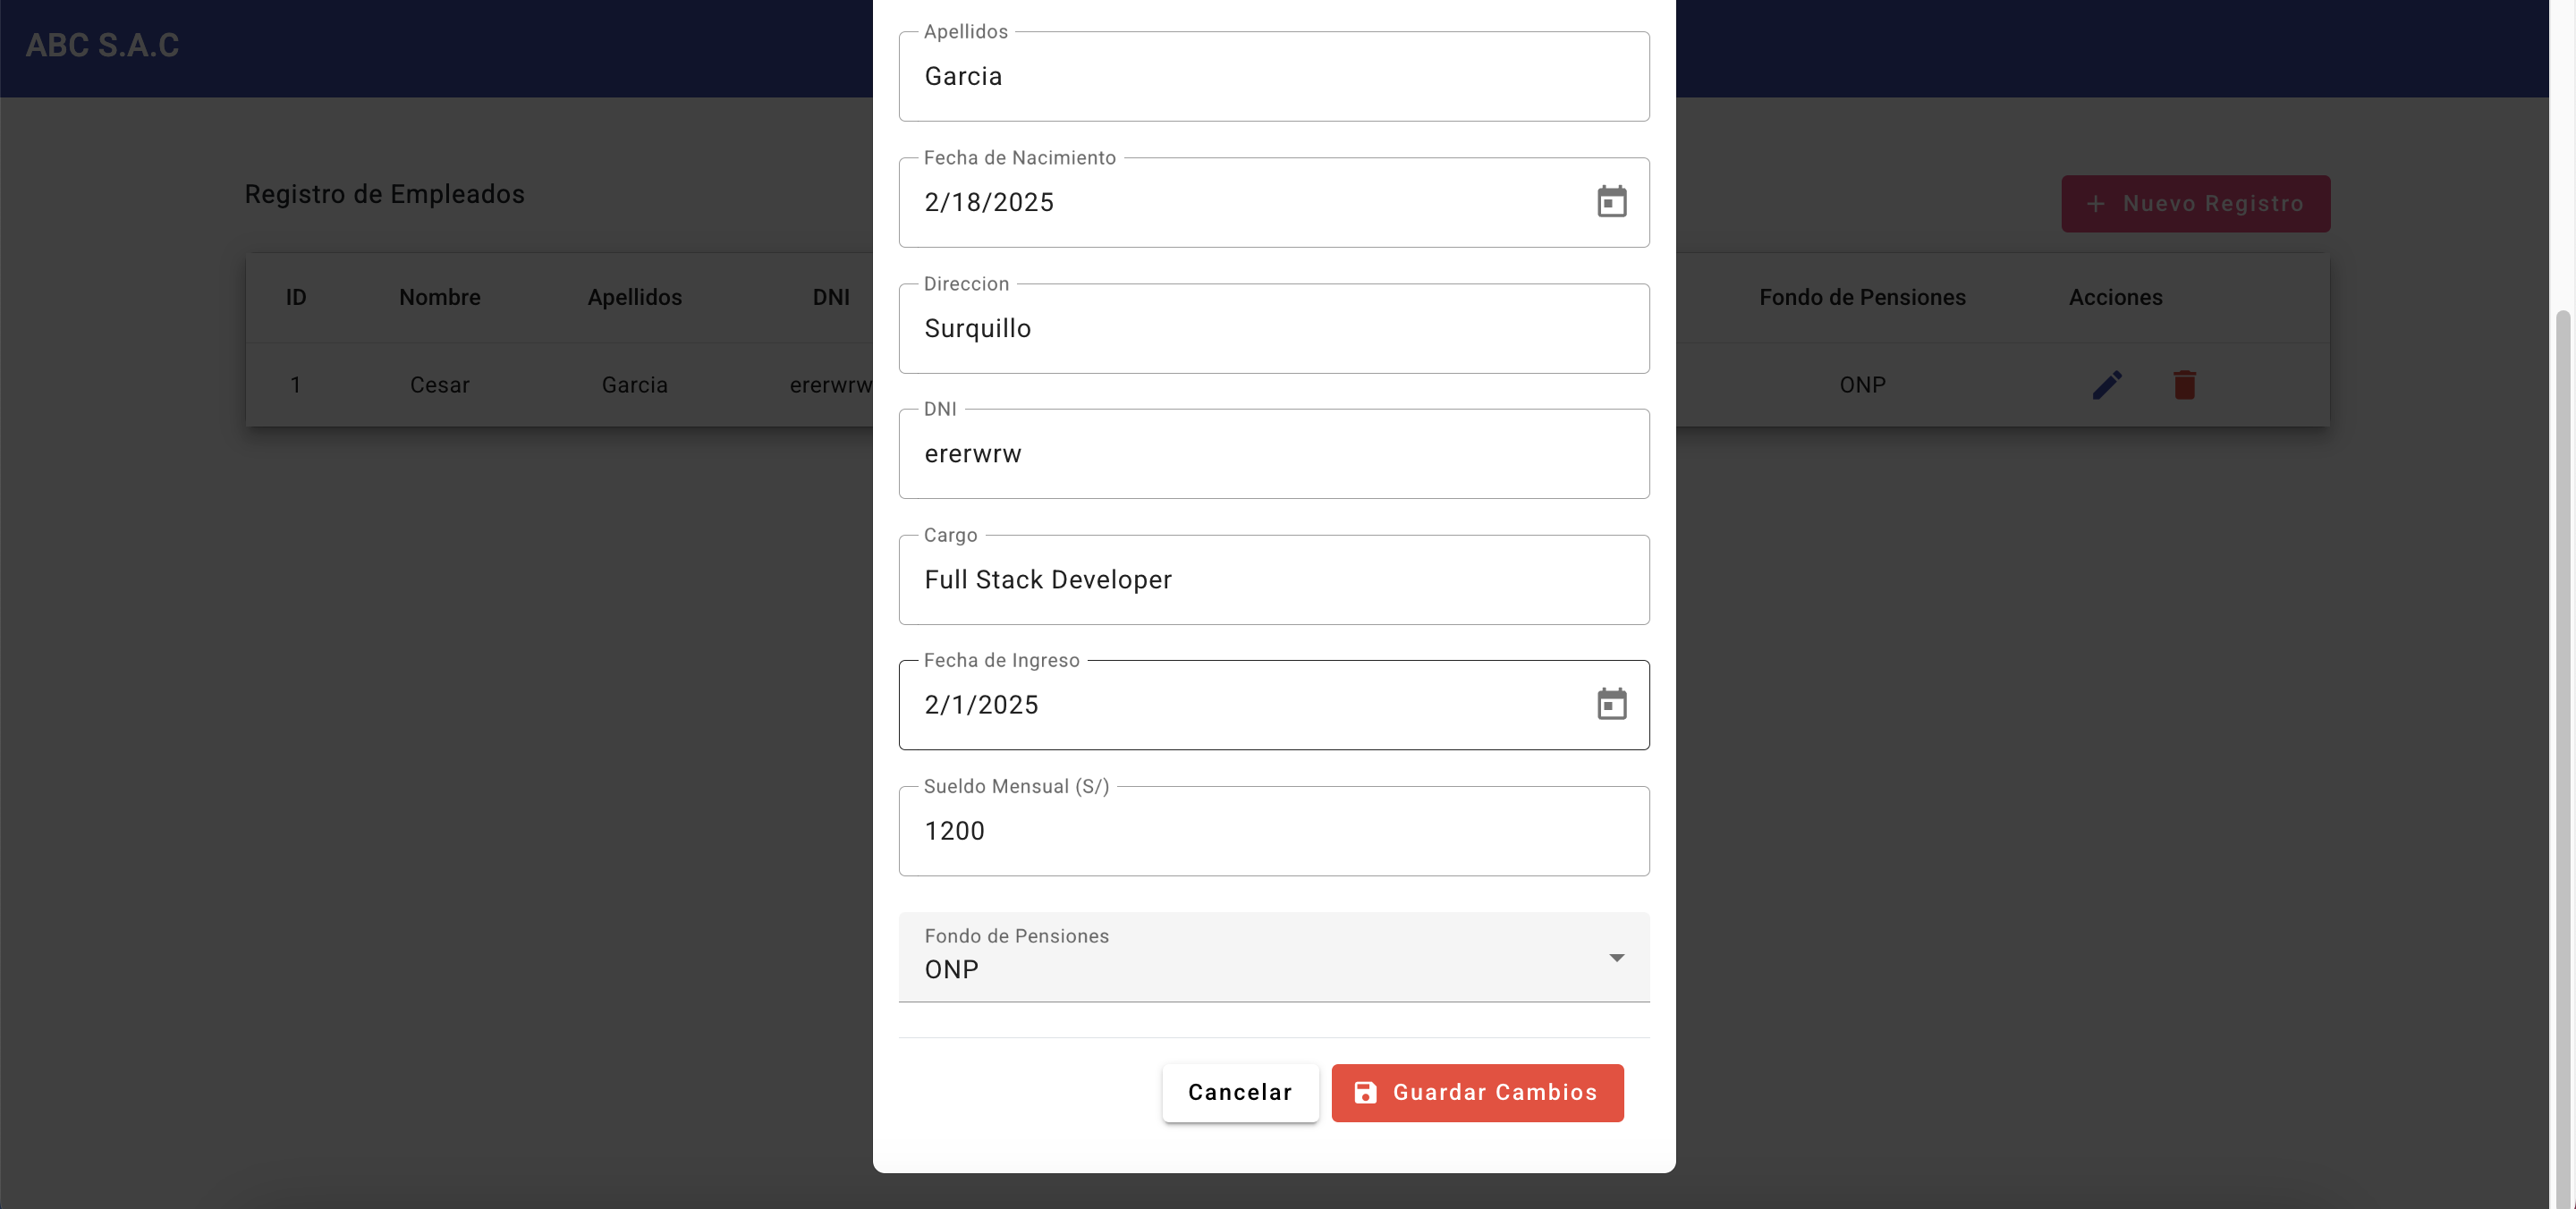 ABC S.A.C
Registro de Empleados
+ Nuevo Registro
ID Nombre Apellidos DNI Fondo de Pensiones Acciones
1 Cesar Garcia ererwrw ONP
Apellidos
Garcia
Fecha de Nacimiento
2/18/2025
Direccion
Surquillo
DNI
ererwrw
Cargo
Full Stack Developer
Fecha de Ingreso
2/1/2025
Sueldo Mensual (S/)
1200
Fondo de Pensiones
ONP
Cancelar
Guardar Cambios